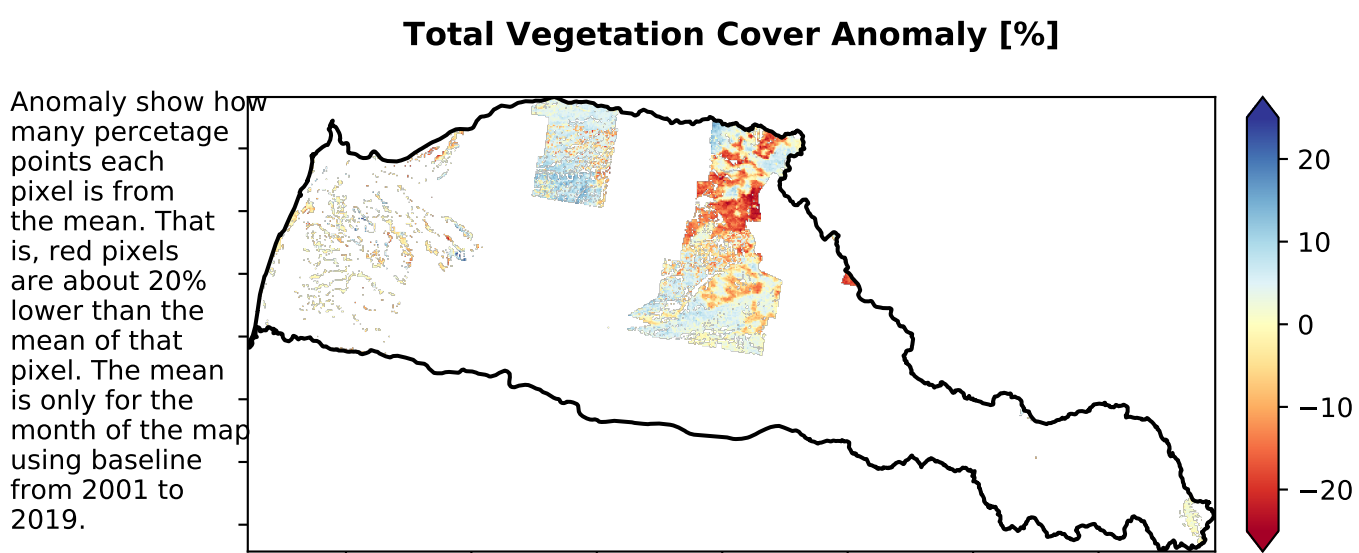 Total Vegetation Cover Anomaly [%]
Anomaly show how
many percetage
points each
pixel is from
the mean. That
is, red pixels
are about 20%
lower than the
mean of that
pixel. The mean
is only for the
month of the map
using baseline
from 2001 to
2019.
20
10
0
−10
−20